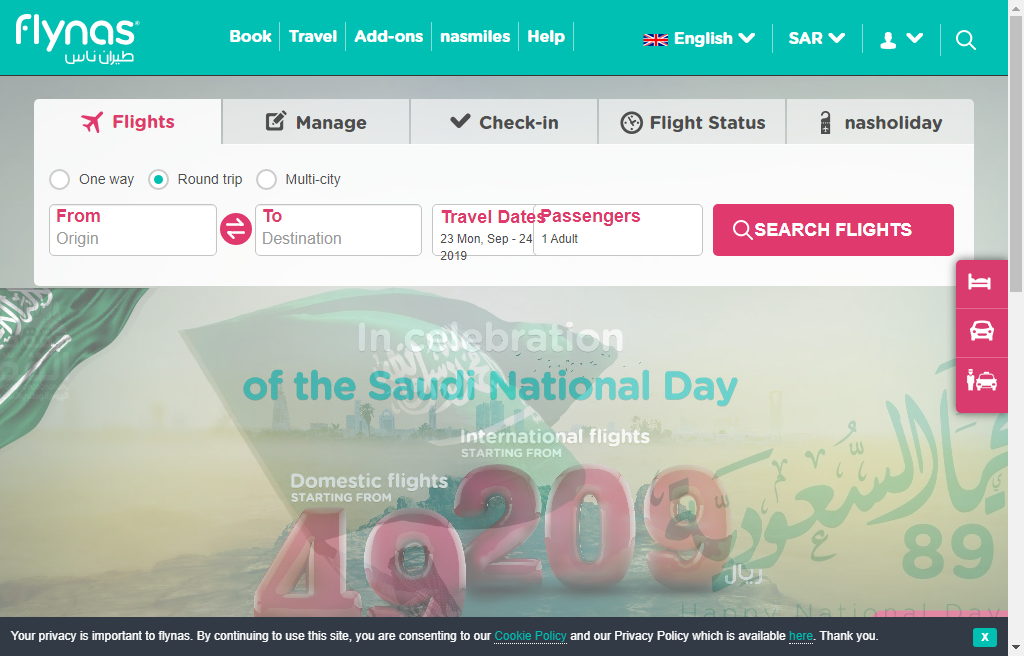 flynas
طيران ناس
Book Travel Add-ons nasmiles Help
English SAR
Flights Manage Check-in Flight Status nasholiday
One way Round trip Multi-city
From To Travel Dates Passengers
Origin Destination 23 Mon, Sep - 24 1 Adult
2019
SEARCH FLIGHTS
In celebration
of the Saudi National Day
International flights
STARTING FROM
Domestic flights
STARTING FROM
49 209
ريال
89
Happy National Day
Your privacy is important to flynas. By continuing to use this site, you are consenting to our Cookie Policy and our Privacy Policy which is available here. Thank you.
X